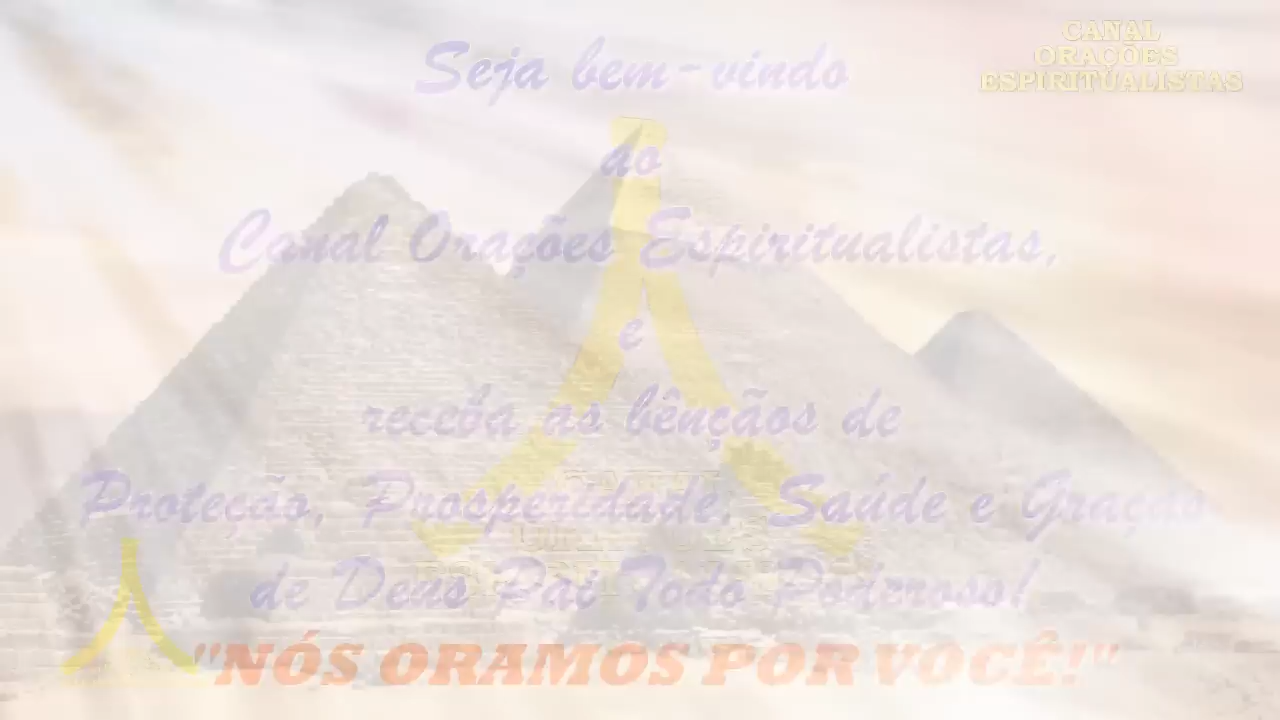 CANAL
ORAÇÕES
ESPIRITUALISTAS
Seja bem-vindo
ao
Canal Orações Espiritualistas,
e
receba as bênçãos de
Proteção, Prosperidade, Saúde e Graças
de Deus Pai Todo Poderoso!
"NÓS ORAMOS POR VOCÊ!"